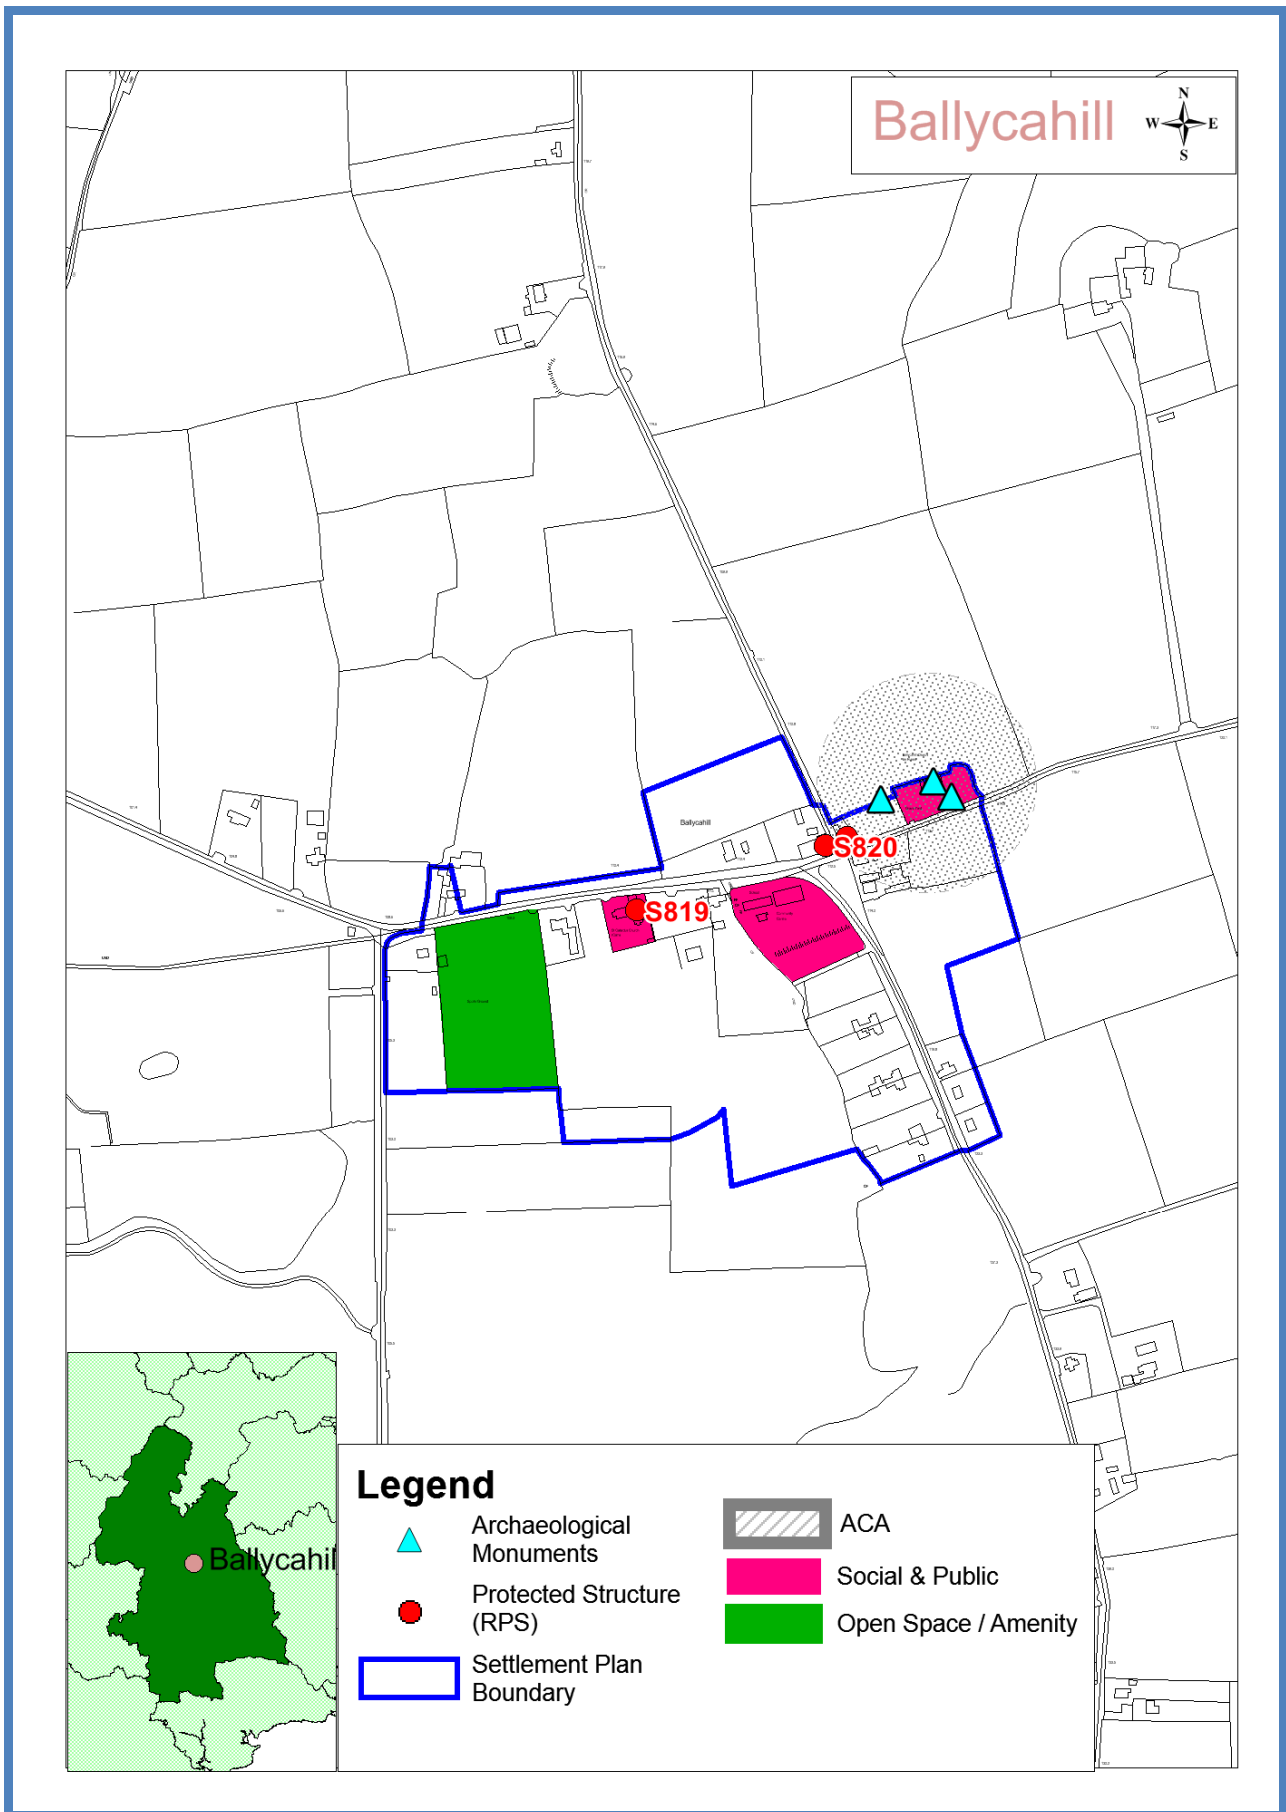 Ballycahill
N
W E
S
Ballycahill
S820
S819
Ballycahil
Legend
Archaeological
Monuments
Protected Structure
(RPS)
Settlement Plan
Boundary
ACA
Social & Public
Open Space / Amenity